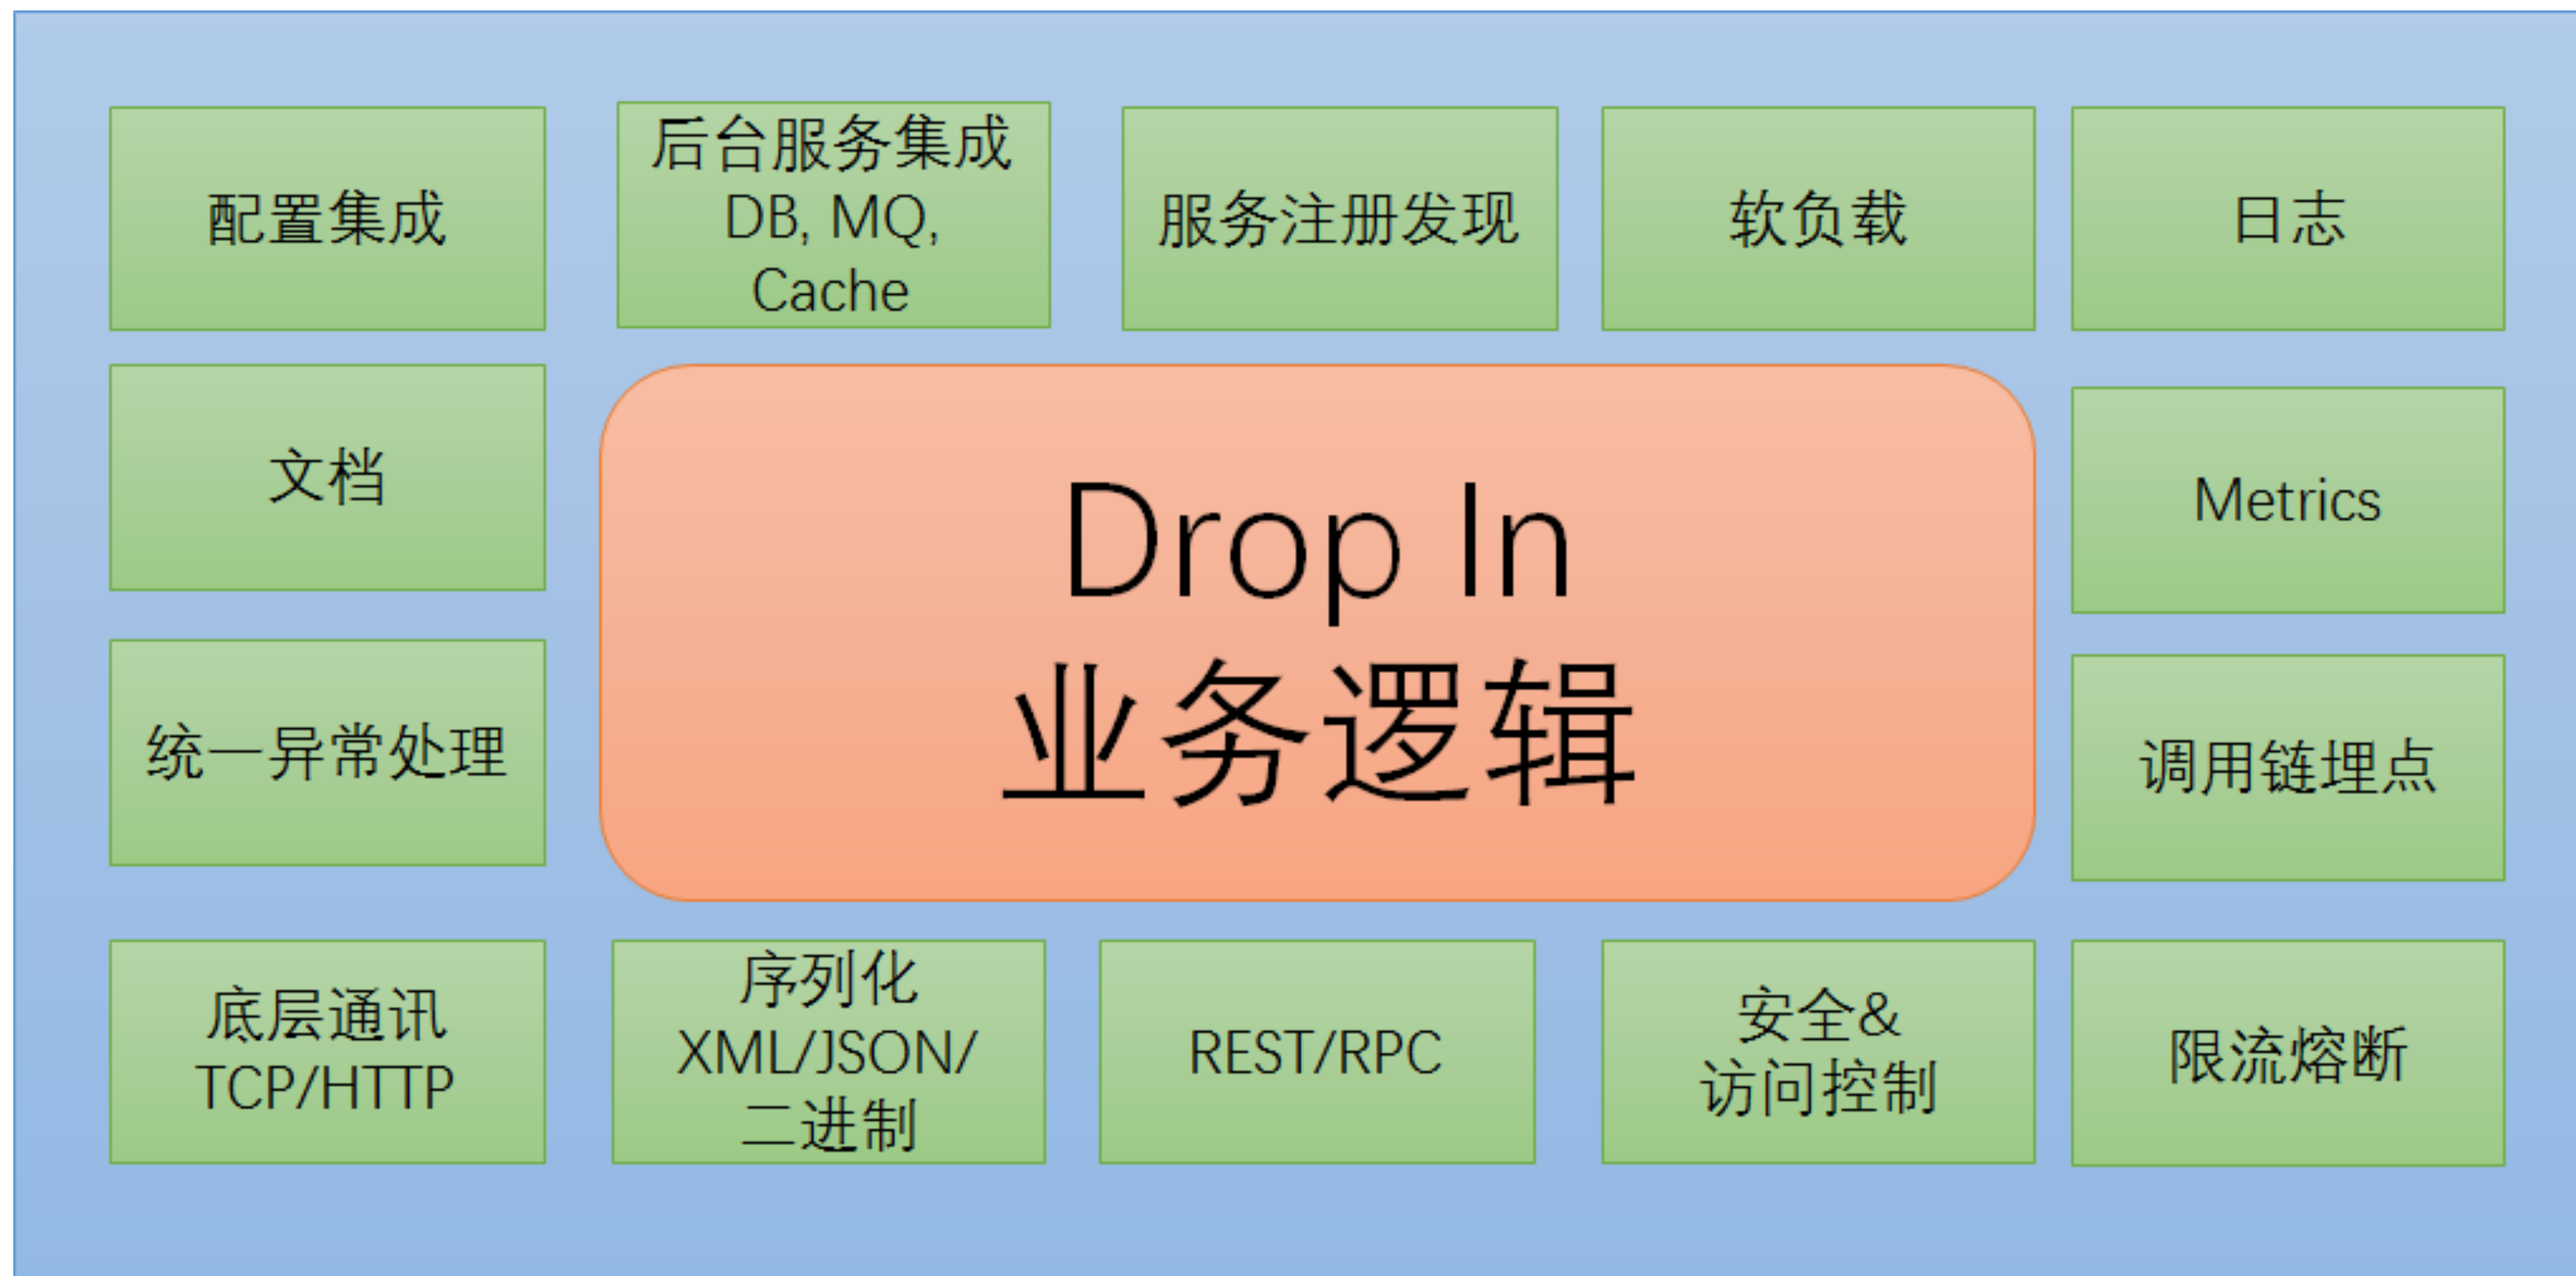 配置集成
后台服务集成
DB, MQ,
Cache
服务注册发现
软负载
日志
文档
Drop In
业务逻辑
Metrics
统一异常处理
调用链埋点
底层通讯
TCP/HTTP
序列化
XML/JSON/
二进制
REST/RPC
安全&
访问控制
限流熔断